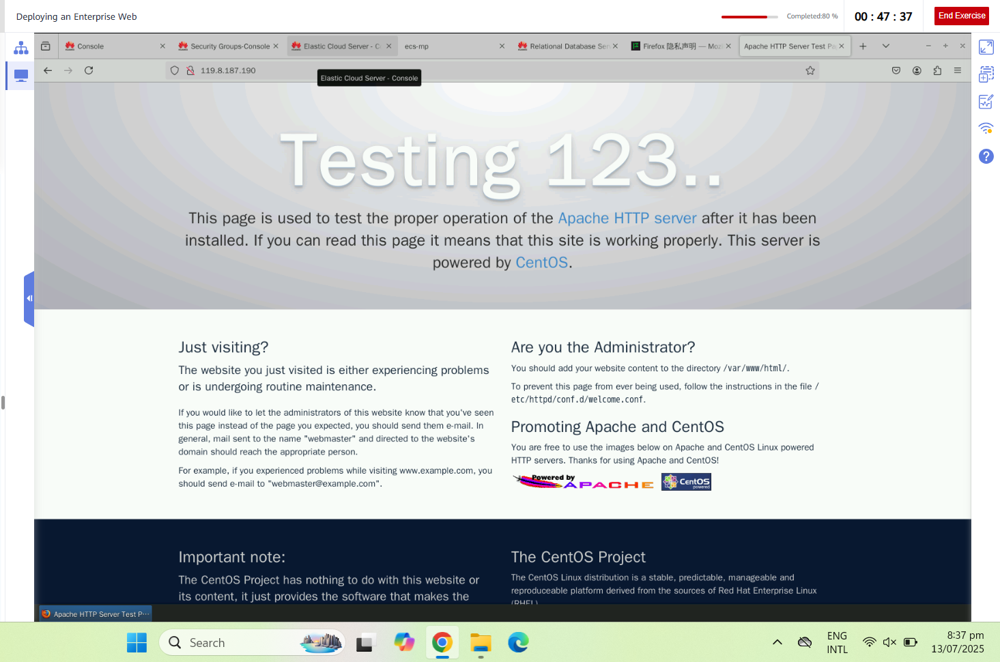 Deploying an Enterprise Web
Completed:80 %
00 : 47 : 37
End Exercise
Console
Security Groups-Console
Elastic Cloud Server - C
ecs-mp
Relational Database Ser
Firefox 隐私声明 — Mozi
Apache HTTP Server Test Pa
119.8.187.190
Elastic Cloud Server - Console
Testing 123..
This page is used to test the proper operation of the Apache HTTP server after it has been
installed. If you can read this page it means that this site is working properly. This server is
powered by CentOS.
Just visiting?
The website you just visited is either experiencing problems
or is undergoing routine maintenance.
If you would like to let the administrators of this website know that you've seen
this page instead of the page you expected, you should send them e-mail. In
general, mail sent to the name "webmaster" and directed to the website's
domain should reach the appropriate person.
For example, if you experienced problems while visiting www.example.com, you
should send e-mail to "webmaster@example.com".
Are you the Administrator?
You should add your website content to the directory /var/www/html/.
To prevent this page from ever being used, follow the instructions in the file /
etc/httpd/conf.d/welcome.conf.
Promoting Apache and CentOS
You are free to use the images below on Apache and CentOS Linux powered
HTTP servers. Thanks for using Apache and CentOS!
Powered by
APACHE
CentOS
powered
Important note:
The CentOS Project has nothing to do with this website or
its content, it just provides the software that makes the
The CentOS Project
The CentOS Linux distribution is a stable, predictable, manageable and
reproduceable platform derived from the sources of Red Hat Enterprise Linux
(RHEL)
Apache HTTP Server Test P···
Search
ENG
INTL
8:37 pm
13/07/2025